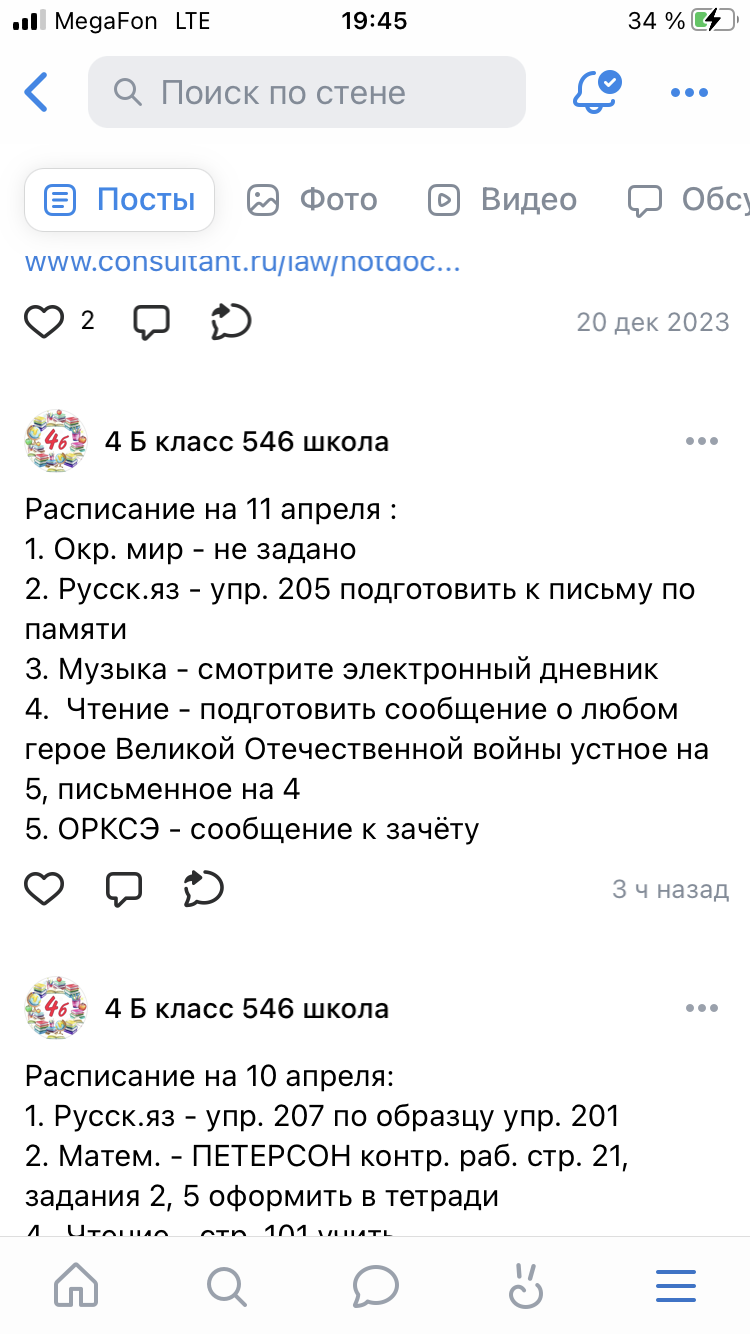 MegaFon LTE 19:45 34 %
Поиск по стене
Посты Фото Видео Обсу
www.consultant.ru/law/hotdoc...
2 20 дек 2023
4 Б класс 546 школа
Расписание на 11 апреля :
1. Окр. мир - не задано
2. Русск.яз - упр. 205 подготовить к письму по
памяти
3. Музыка - смотрите электронный дневник
4. Чтение - подготовить сообщение о любом
герое Великой Отечественной войны устное на
5, письменное на 4
5. ОРКСЭ - сообщение к зачёту
3 ч назад
4б
4 Б класс 546 школа
Расписание на 10 апреля:
1. Русск.яз - упр. 207 по образцу упр. 201
2. Матем. - ПЕТЕРСОН контр. раб. стр. 21,
задания 2, 5 оформить в тетради
4. Чтение - стр. 101 учить